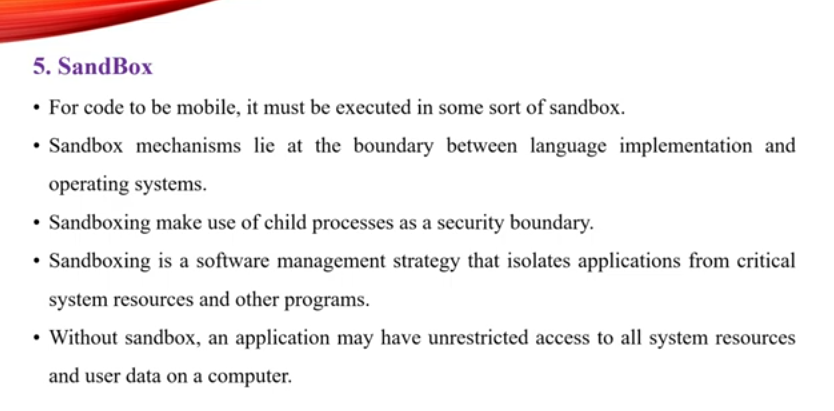 5. SandBox
• For code to be mobile, it must be executed in some sort of sandbox.
• Sandbox mechanisms lie at the boundary between language implementation and
operating systems.
• Sandboxing make use of child processes as a security boundary.
• Sandboxing is a software management strategy that isolates applications from critical
system resources and other programs.
• Without sandbox, an application may have unrestricted access to all system resources
and user data on a computer.